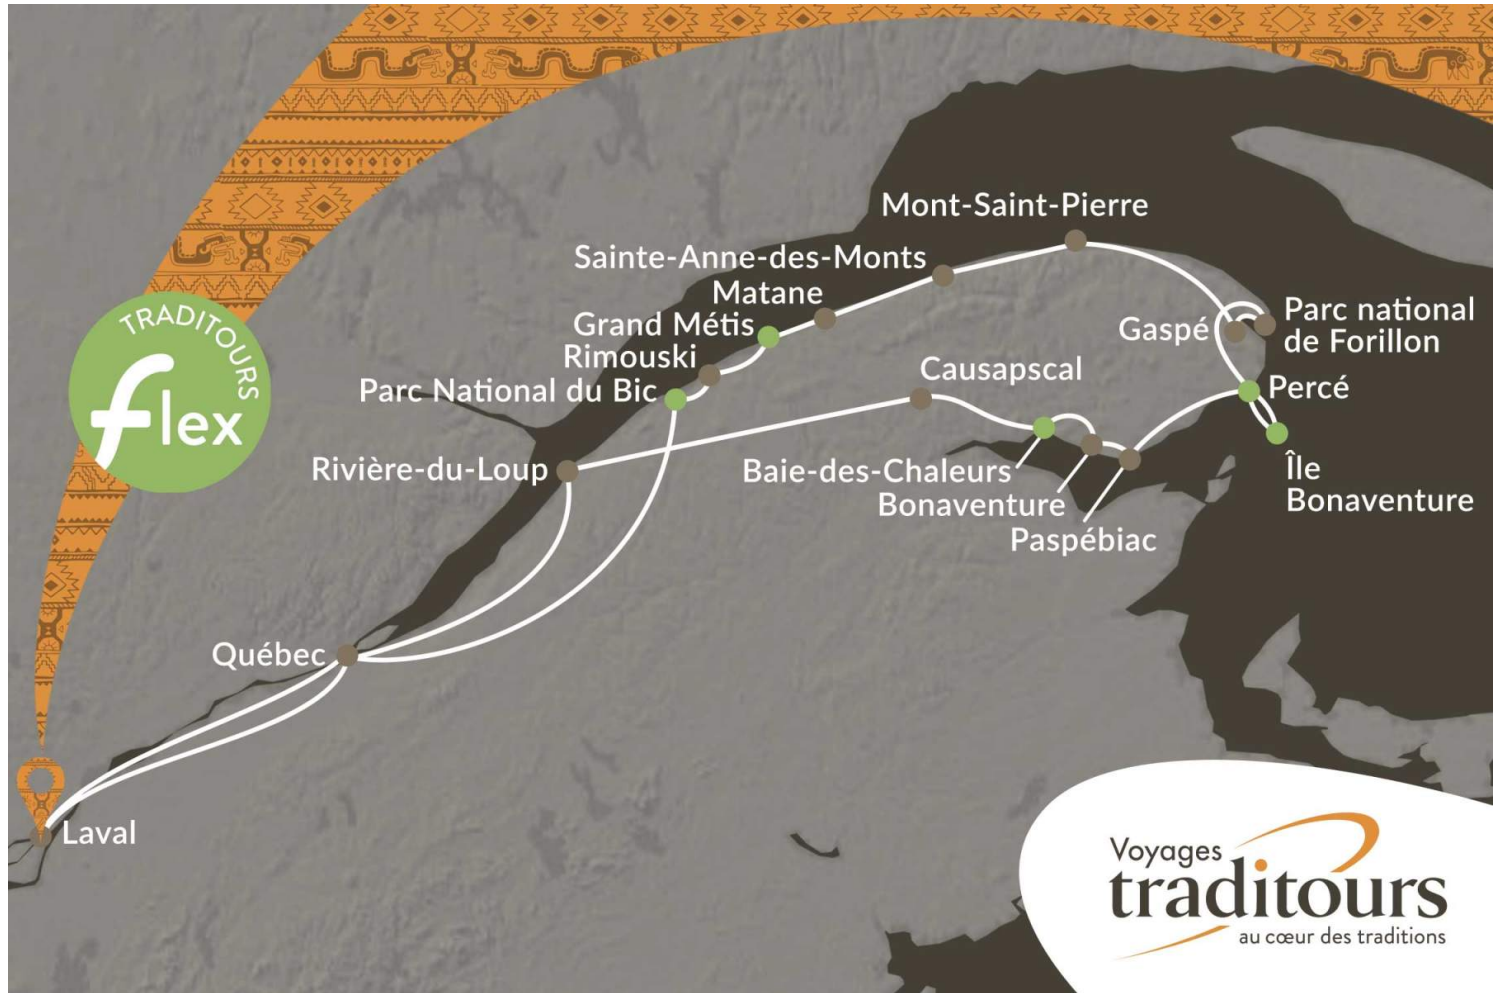 TRADITOURS
flex
Mont-Saint-Pierre
Sainte-Anne-des-Monts
Matane
Grand Métis
Rimouski
Parc National du Bic
Rivière-du-Loup
Québec
Laval
Causapscal
Baie-des-Chaleurs
Bonaventure
Paspébiac
Gaspé
Parc national
de Forillon
Percé
Île
Bonaventure
Voyages
traditours
au cœur des traditions